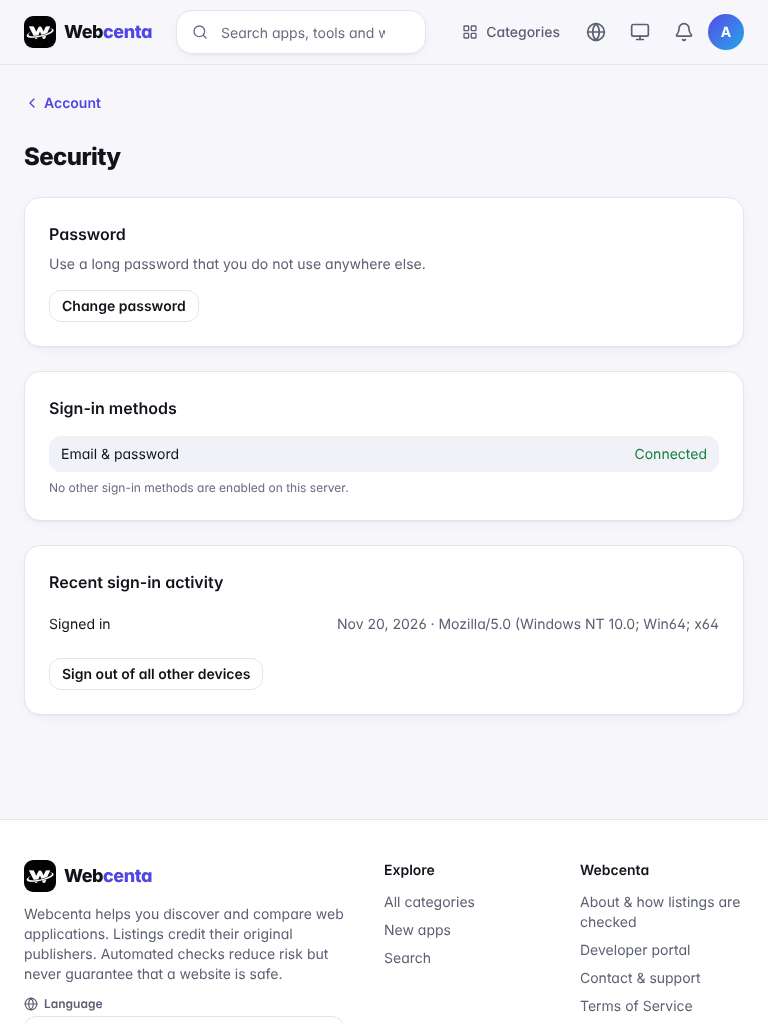 Webcenta
Search apps, tools and w
Categories
A
Account
Security
Password
Use a long password that you do not use anywhere else.
Change password
Sign-in methods
Email & password
Connected
No other sign-in methods are enabled on this server.
Recent sign-in activity
Signed in
Nov 20, 2026 · Mozilla/5.0 (Windows NT 10.0; Win64; x64
Sign out of all other devices
Webcenta
Webcenta helps you discover and compare web
applications. Listings credit their original
publishers. Automated checks reduce risk but
never guarantee that a website is safe.
Language
Explore
All categories
New apps
Search
Webcenta
About & how listings are
checked
Developer portal
Contact & support
Terms of Service